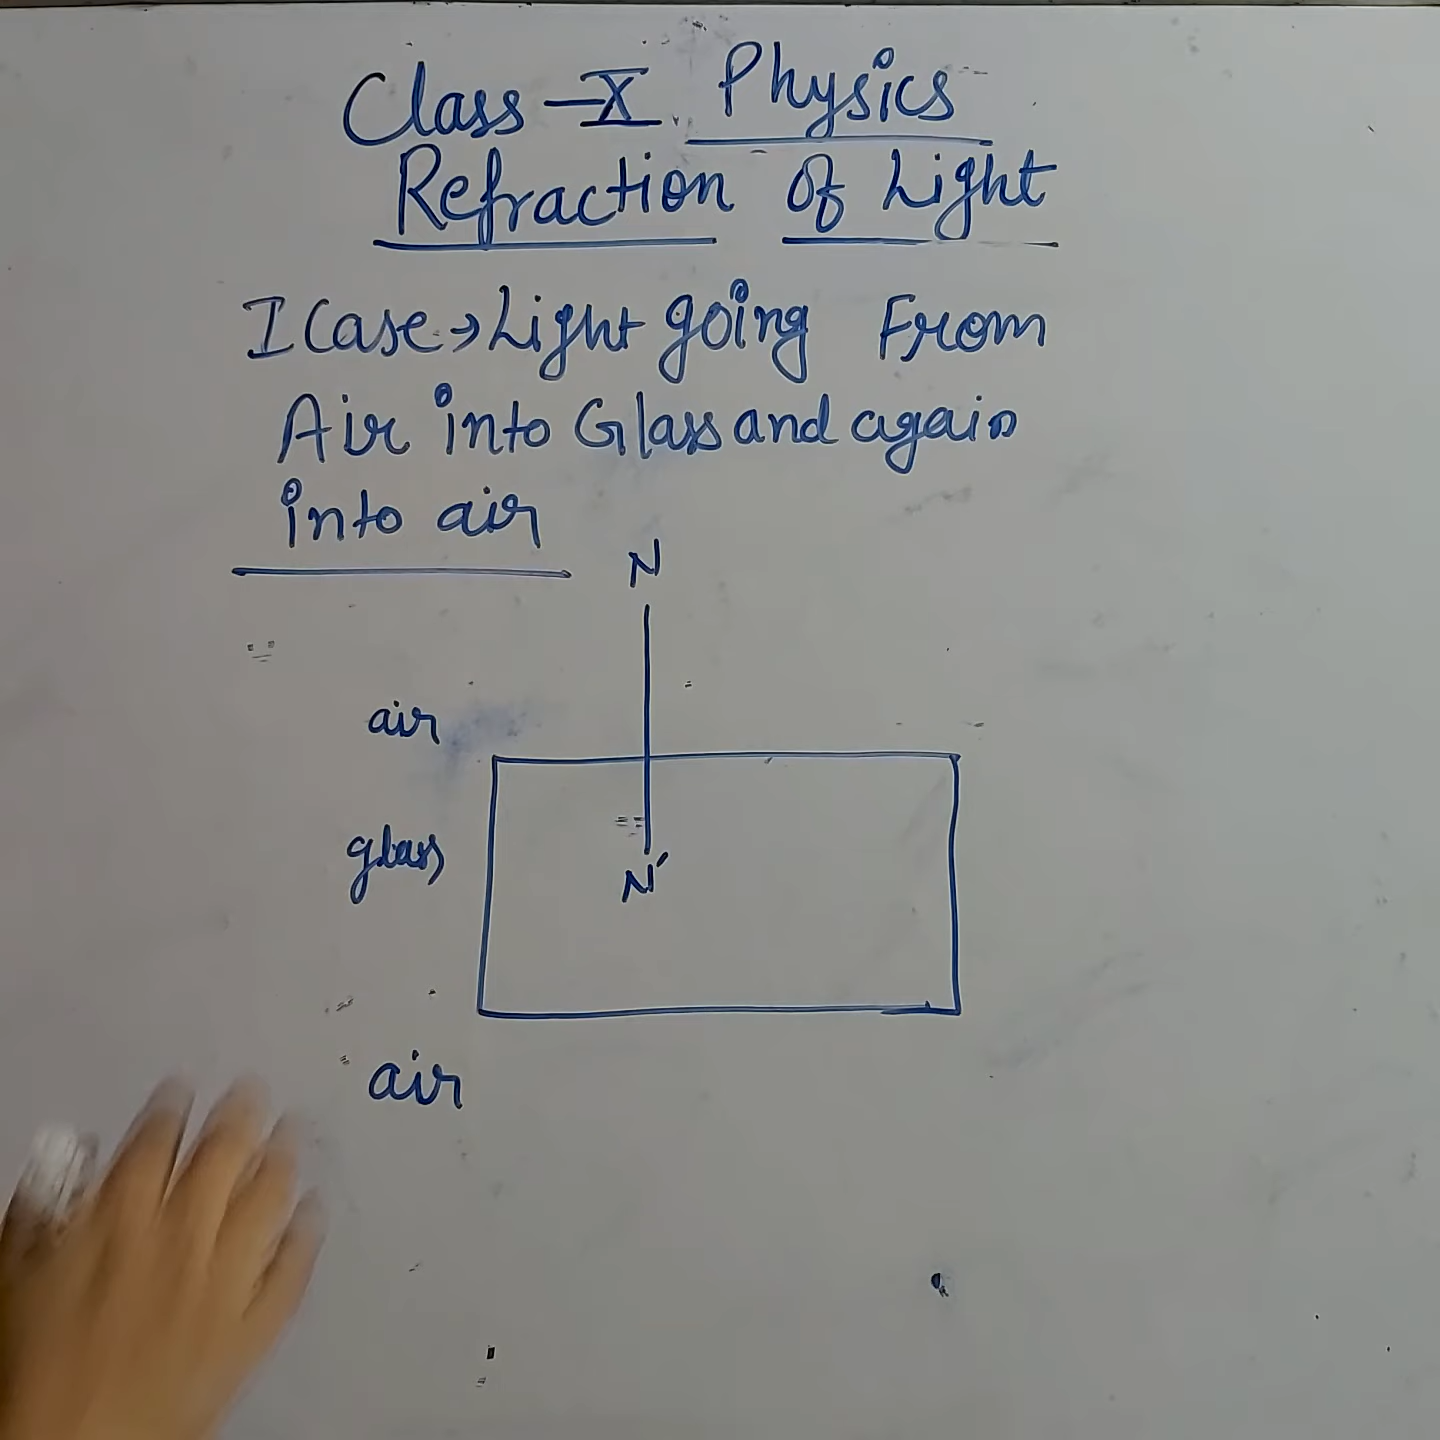 Class - X Physics
Refraction of Light
I Case → Light going From
Air into Glass and again
into air
N
air
glass
N'
air